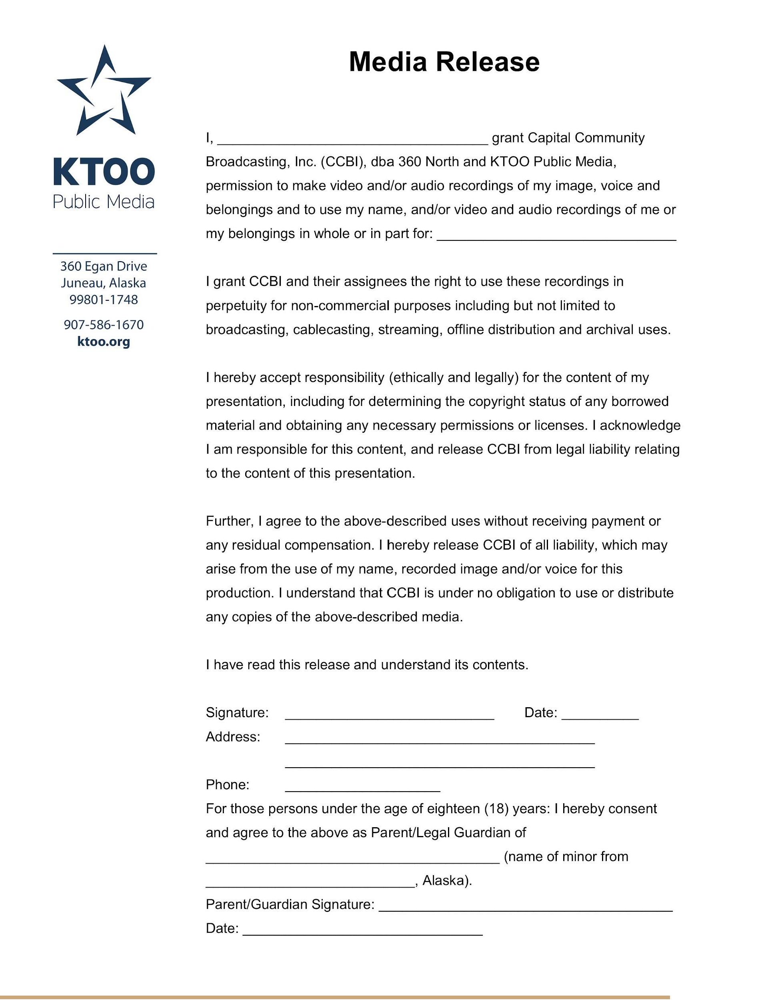 Media Release
KTOO
Public Media
360 Egan Drive
Juneau, Alaska
99801-1748
907-586-1670
ktoo.org
I, ___________________________________ grant Capital Community
Broadcasting, Inc. (CCBI), dba 360 North and KTOO Public Media,
permission to make video and/or audio recordings of my image, voice and
belongings and to use my name, and/or video and audio recordings of me or
my belongings in whole or in part for: _______________________________
I grant CCBI and their assignees the right to use these recordings in
perpetuity for non-commercial purposes including but not limited to
broadcasting, cablecasting, streaming, offline distribution and archival uses.
I hereby accept responsibility (ethically and legally) for the content of my
presentation, including for determining the copyright status of any borrowed
material and obtaining any necessary permissions or licenses. I acknowledge
I am responsible for this content, and release CCBI from legal liability relating
to the content of this presentation.
Further, I agree to the above-described uses without receiving payment or
any residual compensation. I hereby release CCBI of all liability, which may
arise from the use of my name, recorded image and/or voice for this
production. I understand that CCBI is under no obligation to use or distribute
any copies of the above-described media.
I have read this release and understand its contents.
Signature: ___________________________ Date: __________
Address: ________________________________________
________________________________________
Phone: ____________________
For those persons under the age of eighteen (18) years: I hereby consent
and agree to the above as Parent/Legal Guardian of
______________________________________ (name of minor from
___________________________, Alaska).
Parent/Guardian Signature: ______________________________________
Date: _______________________________